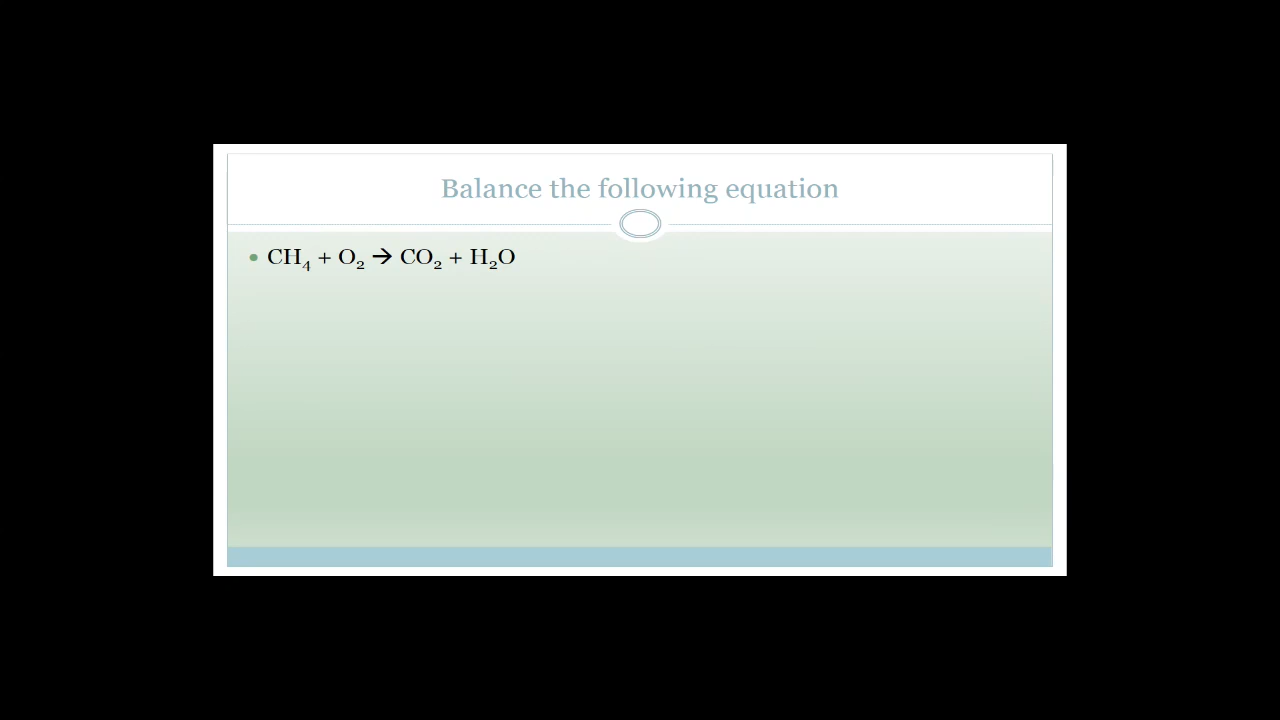 Balance the following equation
• CH₄ + O₂ → CO₂ + H₂O